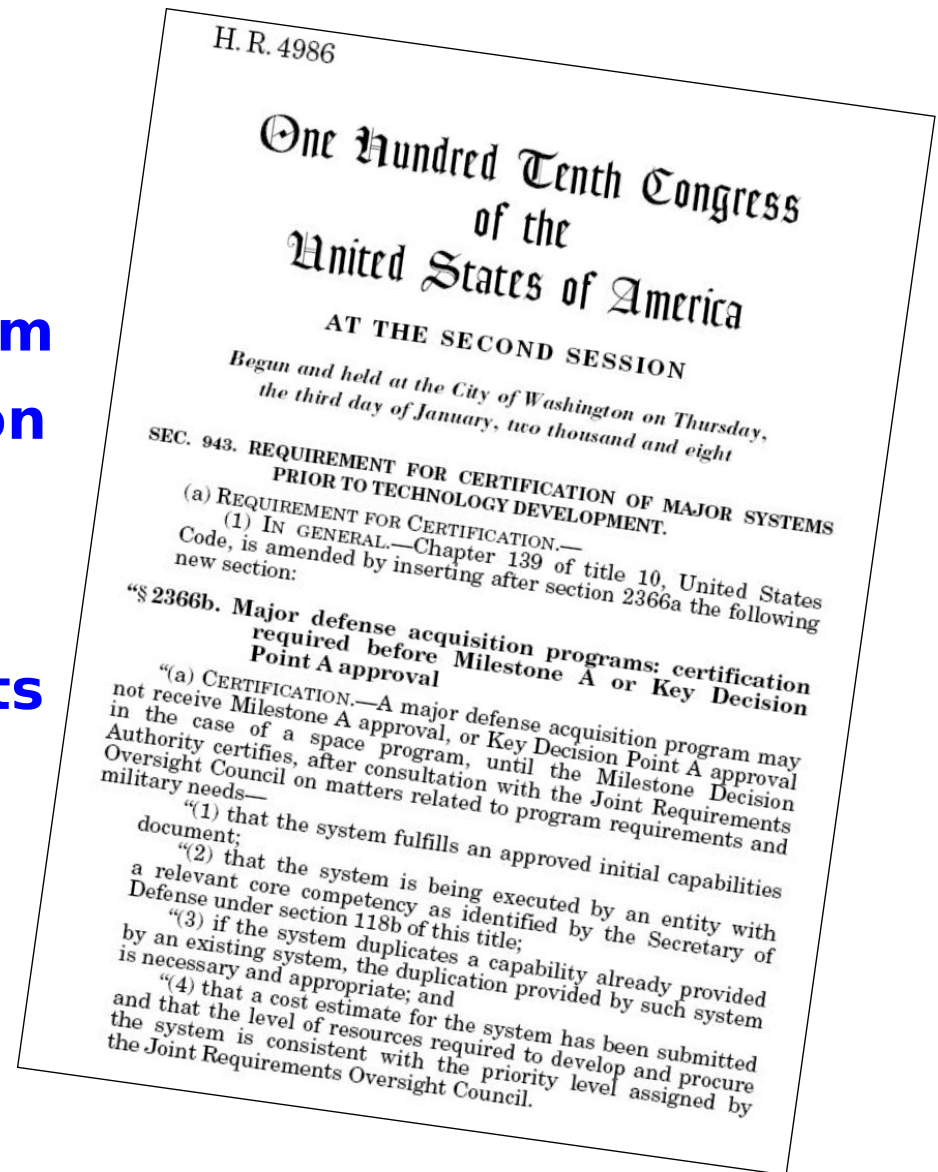 H. R. 4986
One Hundred Tenth Congress
of the
United States of America
AT THE SECOND SESSION
Begun and held at the City of Washington on Thursday,
the third day of January, two thousand and eight
SEC. 943. REQUIREMENT FOR CERTIFICATION OF MAJOR SYSTEMS
PRIOR TO TECHNOLOGY DEVELOPMENT.
(a) REQUIREMENT FOR CERTIFICATION.—
(1) IN GENERAL.—Chapter 139 of title 10, United States
Code, is amended by inserting after section 2366a the following
new section:
“§ 2366b. Major defense acquisition programs: certification
required before Milestone A or Key Decision
Point A approval
“(a) CERTIFICATION.—A major defense acquisition program may
not receive Milestone A approval, or Key Decision Point A approval
in the case of a space program, until the Milestone Decision
Authority certifies, after consultation with the Joint Requirements
Oversight Council on matters related to program requirements and
military needs—
“(1) that the system fulfills an approved initial capabilities
document;
“(2) that the system is being executed by an entity with
a relevant core competency as identified by the Secretary of
Defense under section 118b of this title;
“(3) if the system duplicates a capability already provided
by an existing system, the duplication provided by such system
is necessary and appropriate; and
“(4) that a cost estimate for the system has been submitted
and that the level of resources required to develop and procure
the system is consistent with the priority level assigned by
the Joint Requirements Oversight Council.
m
on
ts